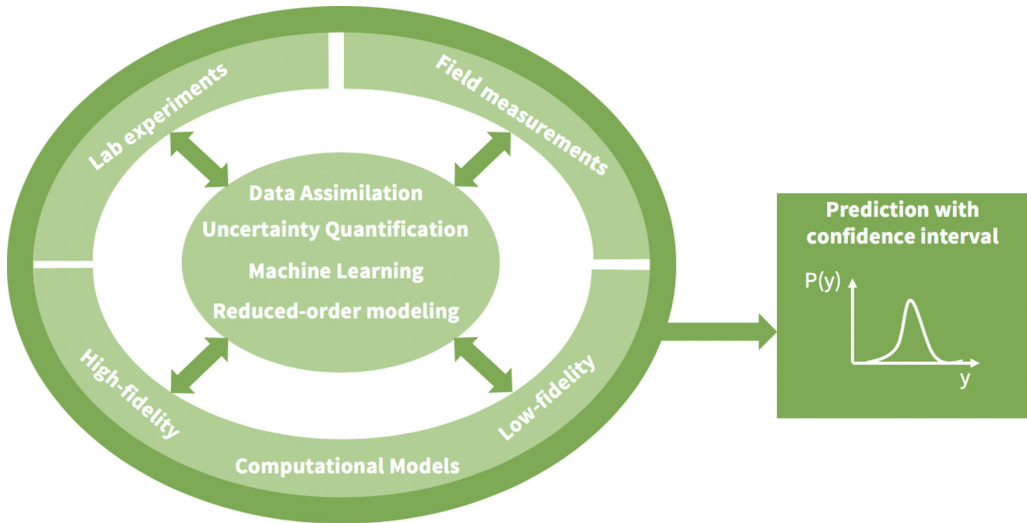 Lab experiments
Field measurements
Data Assimilation
Uncertainty Quantification
Machine Learning
Reduced-order modeling
High-fidelity
Low-fidelity
Computational Models
Prediction with
confidence interval
P(y)
y